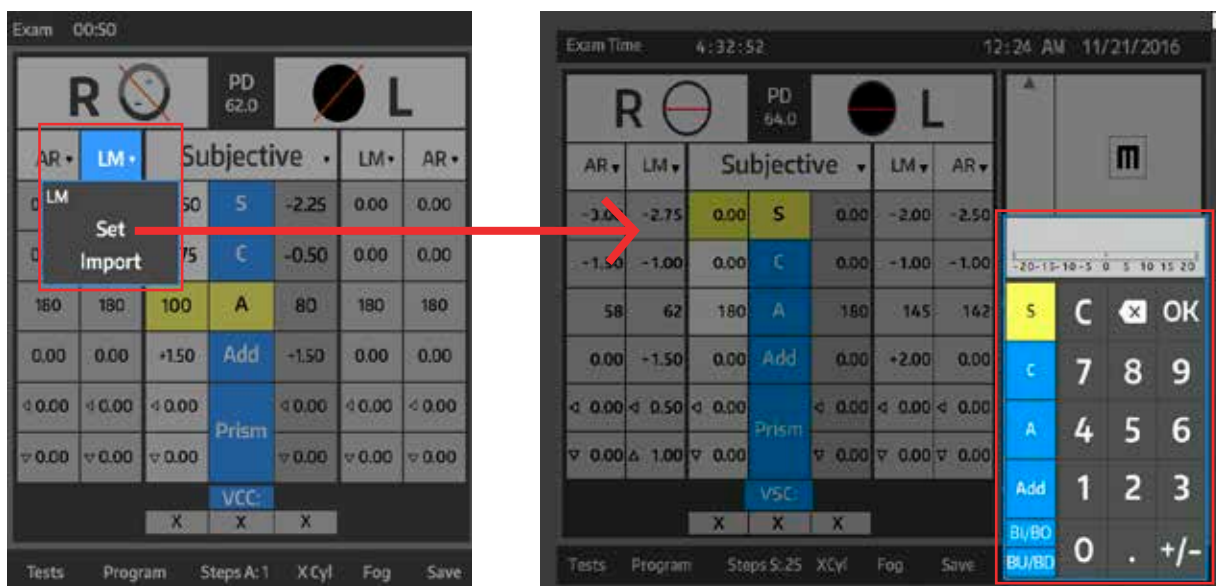 Exam 00:50
R PD 62.0 L
AR LM Subjective LM AR
LM
Set
Import
50 S -2.25 0.00 0.00
75 C -0.50 0.00 0.00
180 180 100 A 80 180 180
0.00 0.00 +1.50 Add +1.50 0.00 0.00
0.00 0.00 0.00 Prism 0.00 0.00 0.00
0.00 0.00 0.00 0.00 0.00 0.00
VCC:
X X X
Tests Program Steps A: 1 XCyl Fog Save
Exam Time 4:32:52 12:24 AM 11/21/2016
R PD 64.0 L
AR LM Subjective LM AR
-3.00 -2.75 0.00 S 0.00 -2.00 -2.50
-1.50 -1.00 0.00 C 0.00 -1.00 -1.00
58 62 180 A 180 145 142
0.00 +1.50 0.00 Add 0.00 +2.00 0.00
0.00 0.50 0.00 Prism 0.00 0.00 0.00
0.00 1.00 0.00 0.00 0.00 0.00
VSC:
X X X
Tests Program Steps S:.25 XCyl Fog Save
m
-20 -15 -10 -5 0 5 10 15 20
S C OK
C 7 8 9
A 4 5 6
Add 1 2 3
BI/BO
BU/BD 0 . +/-